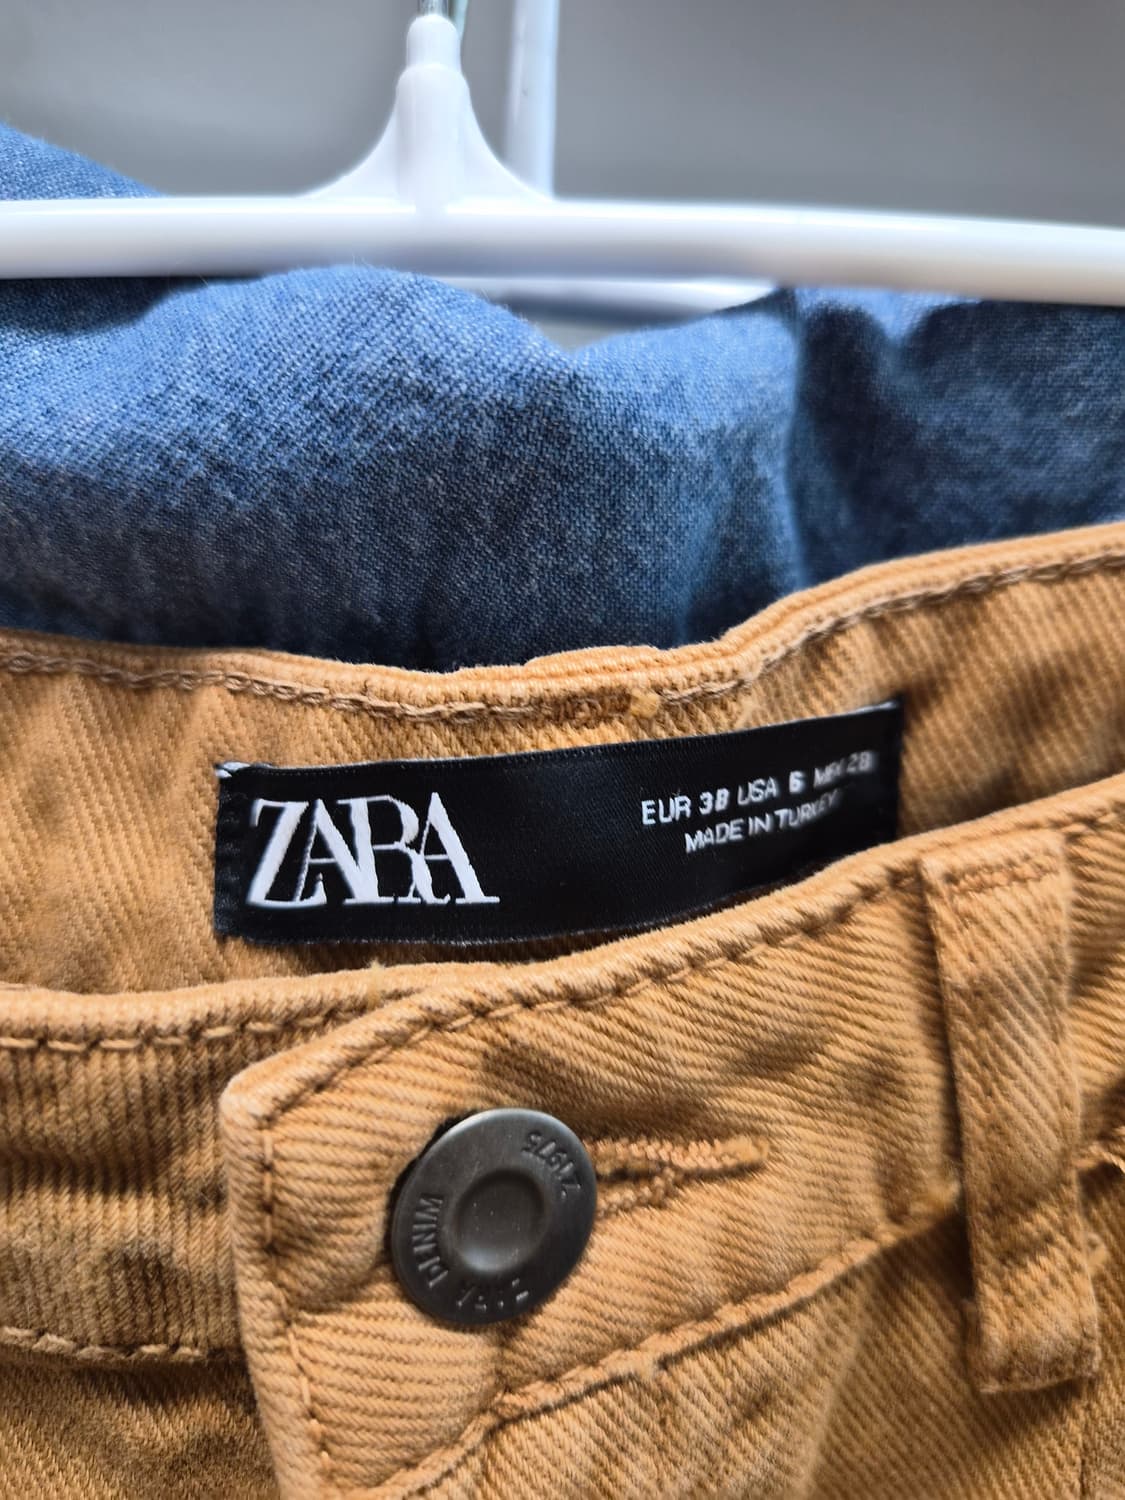 ZARA
EUR 38 USA 6 MEX 28
MADE IN TURKEY
Z1975
ZARA DENIM